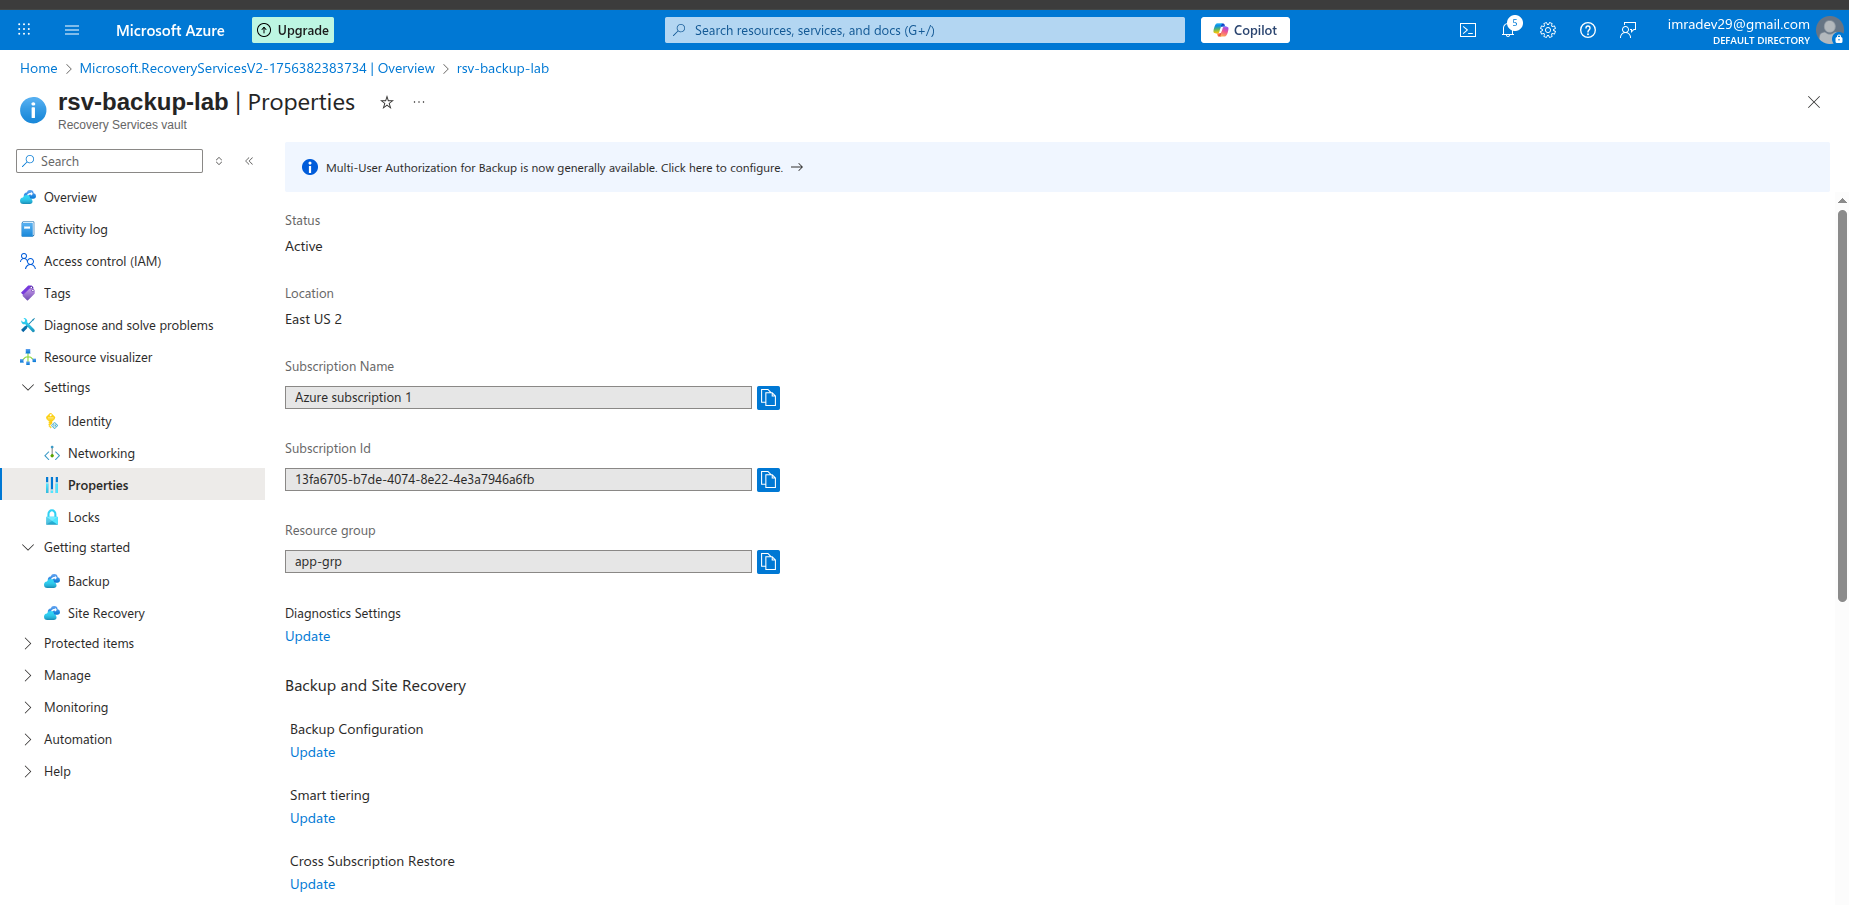 Microsoft Azure
Upgrade
Search resources, services, and docs (G+/)
Copilot
5
imradev29@gmail.com
DEFAULT DIRECTORY
Home > Microsoft.RecoveryServicesV2-1756382383734 | Overview > rsv-backup-lab
rsv-backup-lab | Properties
Recovery Services vault
Search
Overview
Activity log
Access control (IAM)
Tags
Diagnose and solve problems
Resource visualizer
Settings
Identity
Networking
Properties
Locks
Getting started
Backup
Site Recovery
Protected items
Manage
Monitoring
Automation
Help
Multi-User Authorization for Backup is now generally available. Click here to configure. →
Status
Active
Location
East US 2
Subscription Name
Azure subscription 1
Subscription Id
13fa6705-b7de-4074-8e22-4e3a7946a6fb
Resource group
app-grp
Diagnostics Settings
Update
Backup and Site Recovery
Backup Configuration
Update
Smart tiering
Update
Cross Subscription Restore
Update